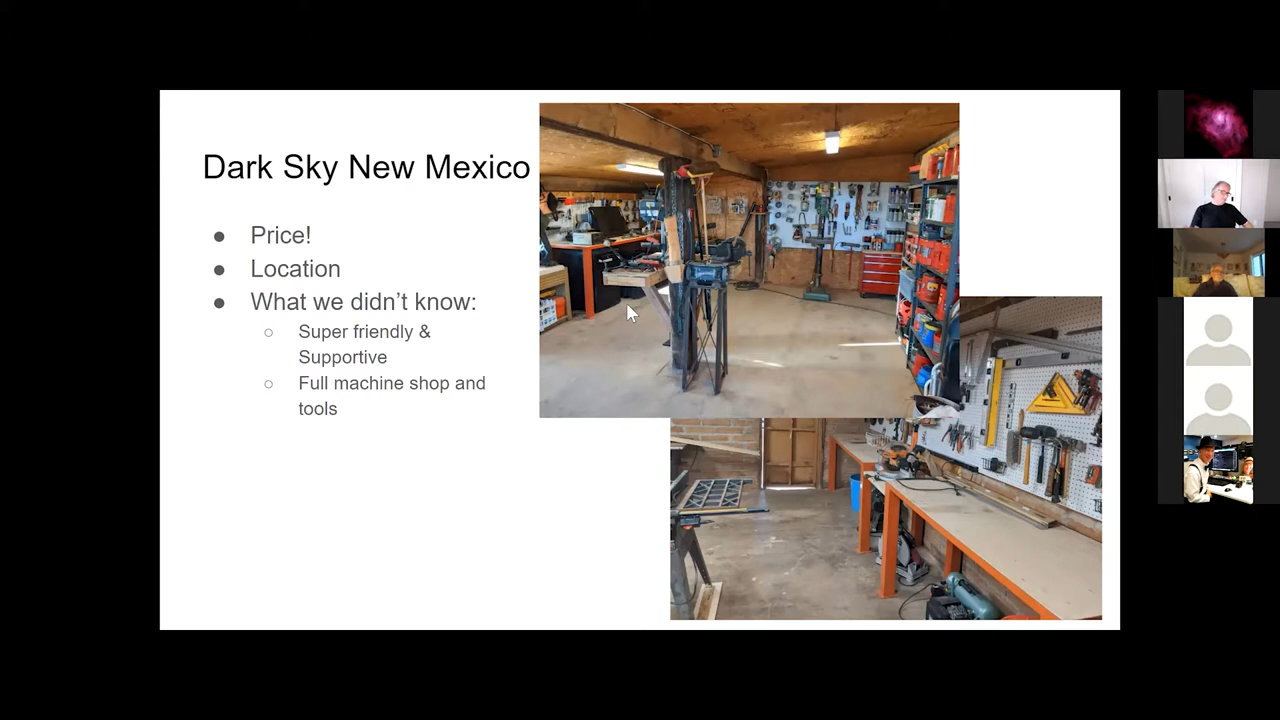 Dark Sky New Mexico
● Price!
● Location
● What we didn’t know:
○ Super friendly &
Supportive
○ Full machine shop and
tools